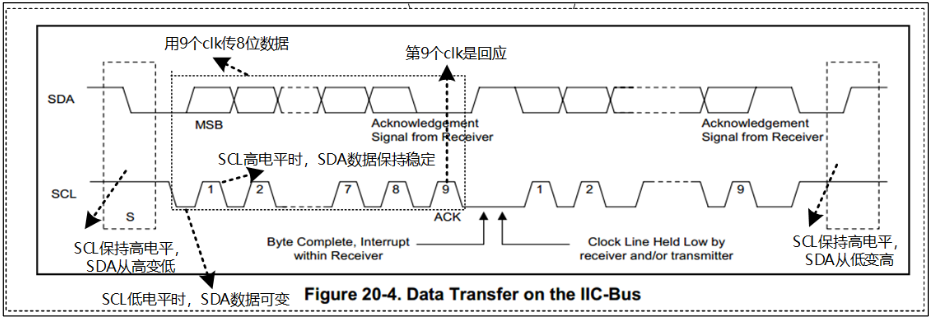 用9个clk传8位数据
第9个clk是回应
SDA
MSB
Acknowledgement
Signal from Receiver
Acknowledgement
Signal from Receiver
SCL高电平时，SDA数据保持稳定
SCL
1
2
7
8
9
1
2
9
S
ACK
SCL保持高电平，
SDA从高变低
Byte Complete, Interrupt
within Receiver
Clock Line Held Low by
receiver and/or transmitter
SCL保持高电平，
SDA从低变高
SCL低电平时，SDA数据可变
Figure 20-4. Data Transfer on the IIC-Bus